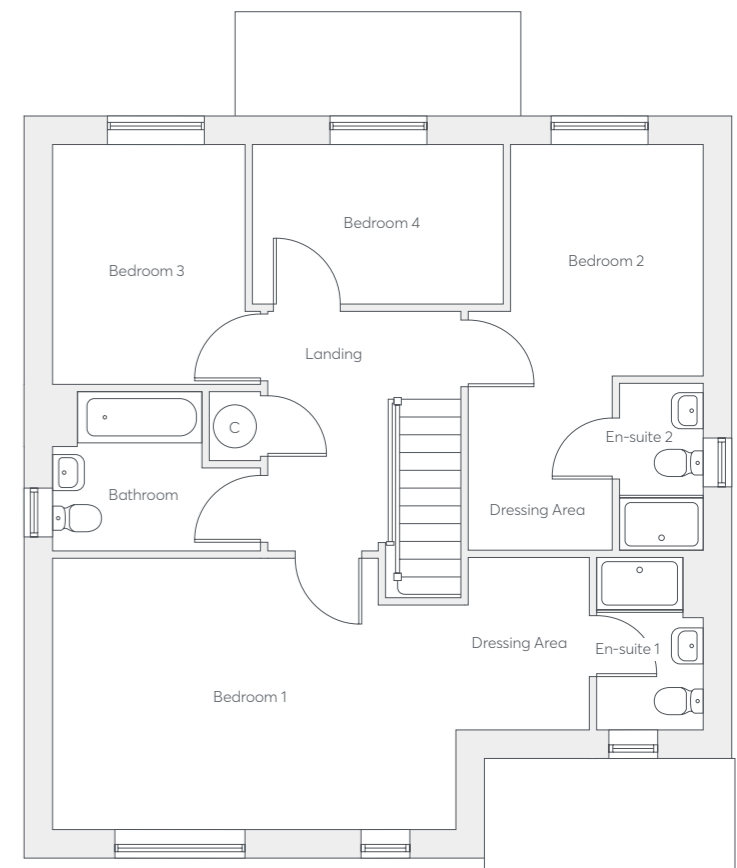 Bedroom 4
Bedroom 2
Bedroom 3
Landing
C
En-suite 2
Bathroom
Dressing Area
Dressing Area
En-suite 1
Bedroom 1